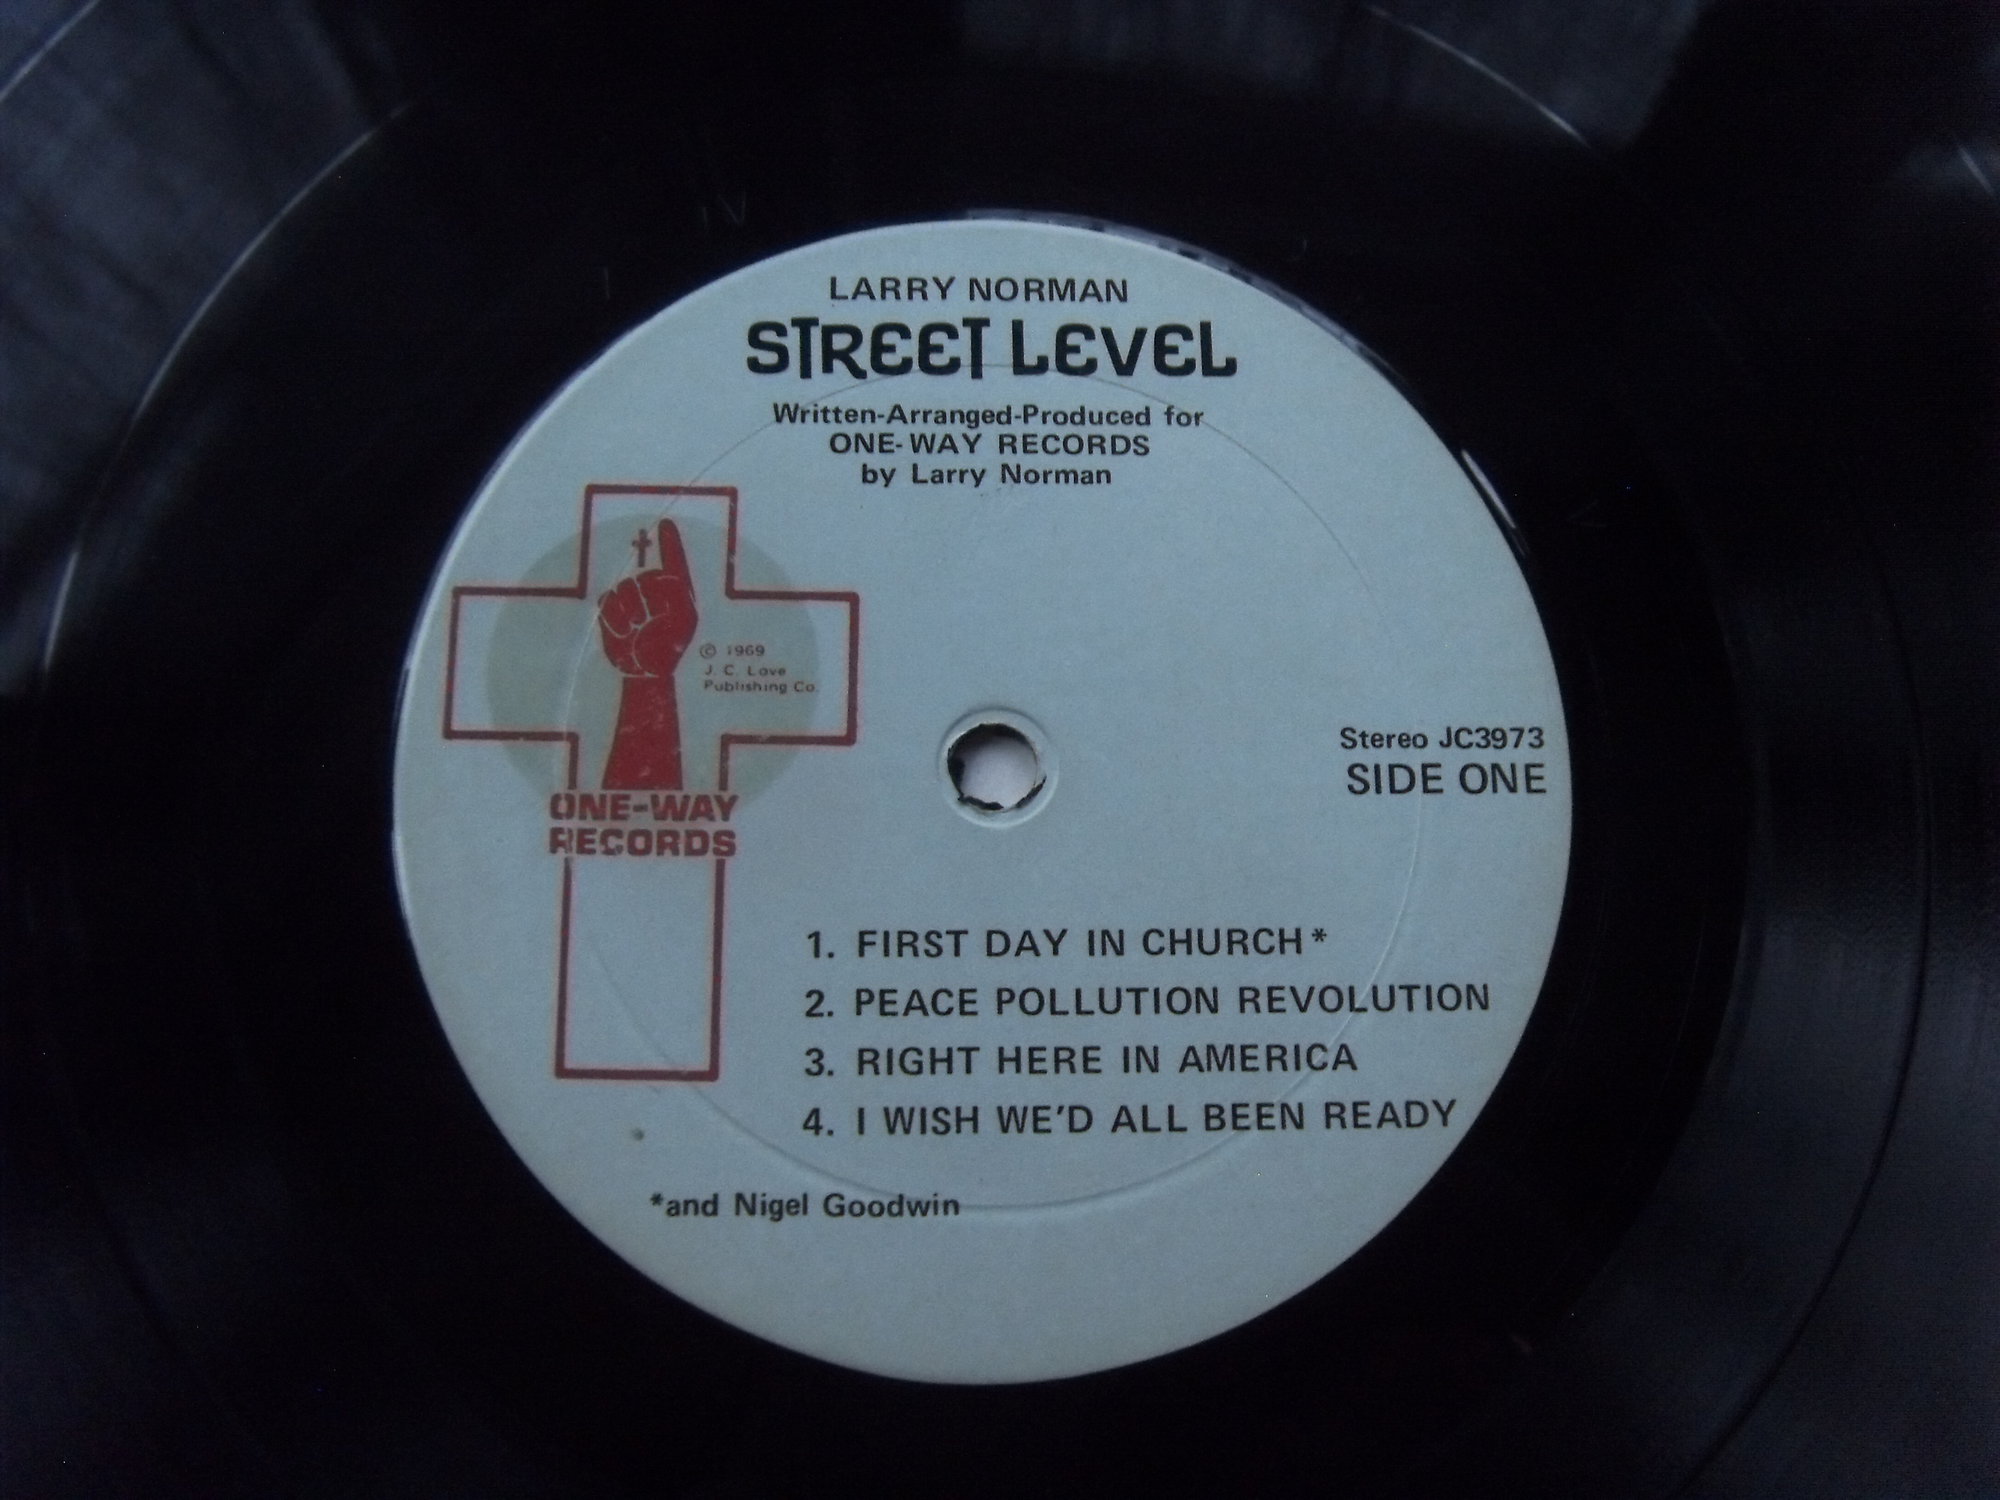 LARRY NORMAN
STREET LEVEL
Written-Arranged-Produced for
ONE-WAY RECORDS
by Larry Norman
© 1969
J. C. Love
Publishing Co.
ONE-WAY
RECORDS
Stereo JC3973
SIDE ONE
1. FIRST DAY IN CHURCH*
2. PEACE POLLUTION REVOLUTION
3. RIGHT HERE IN AMERICA
4. I WISH WE'D ALL BEEN READY
*and Nigel Goodwin